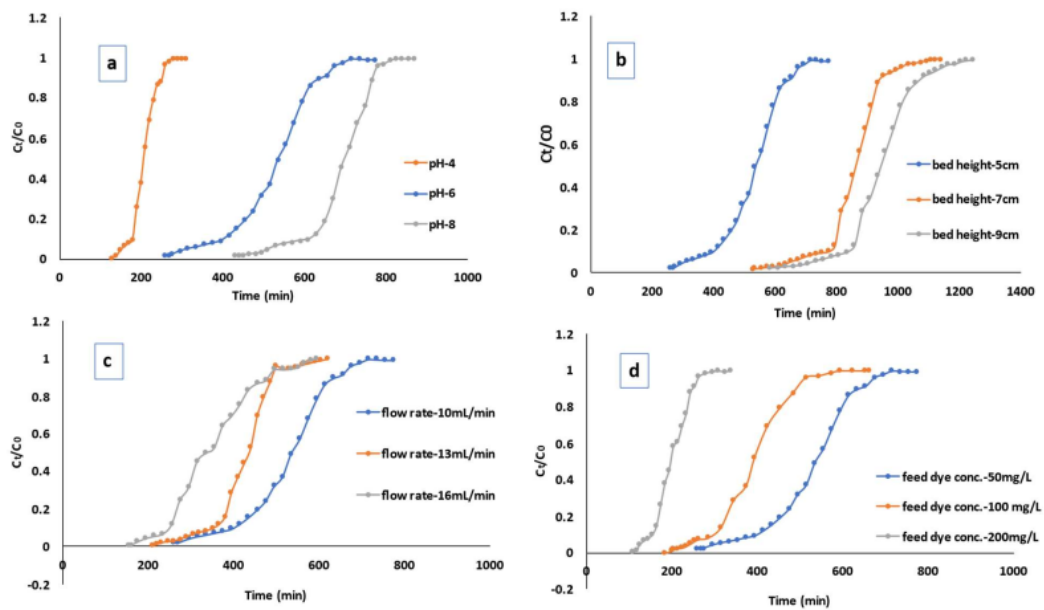 a
1.2
1
0.8
0.6
0.4
0.2
0
Ct/C0
0 200 400 600 800 1000
Time (min)
pH-4
pH-6
pH-8
b
1.2
1
0.8
0.6
0.4
0.2
0
Ct/C0
0 200 400 600 800 1000 1200 1400
Time (min)
bed height-5cm
bed height-7cm
bed height-9cm
c
1.2
1
0.8
0.6
0.4
0.2
0
-0.2
Ct/C0
0 200 400 600 800 1000
Time (min)
flow rate-10mL/min
flow rate-13mL/min
flow rate-16mL/min
d
1.2
1
0.8
0.6
0.4
0.2
0
-0.2
Ct/C0
0 200 400 600 800 1000
Time (min)
feed dye conc.-50mg/L
feed dye conc.-100 mg/L
feed dye conc.-200mg/L